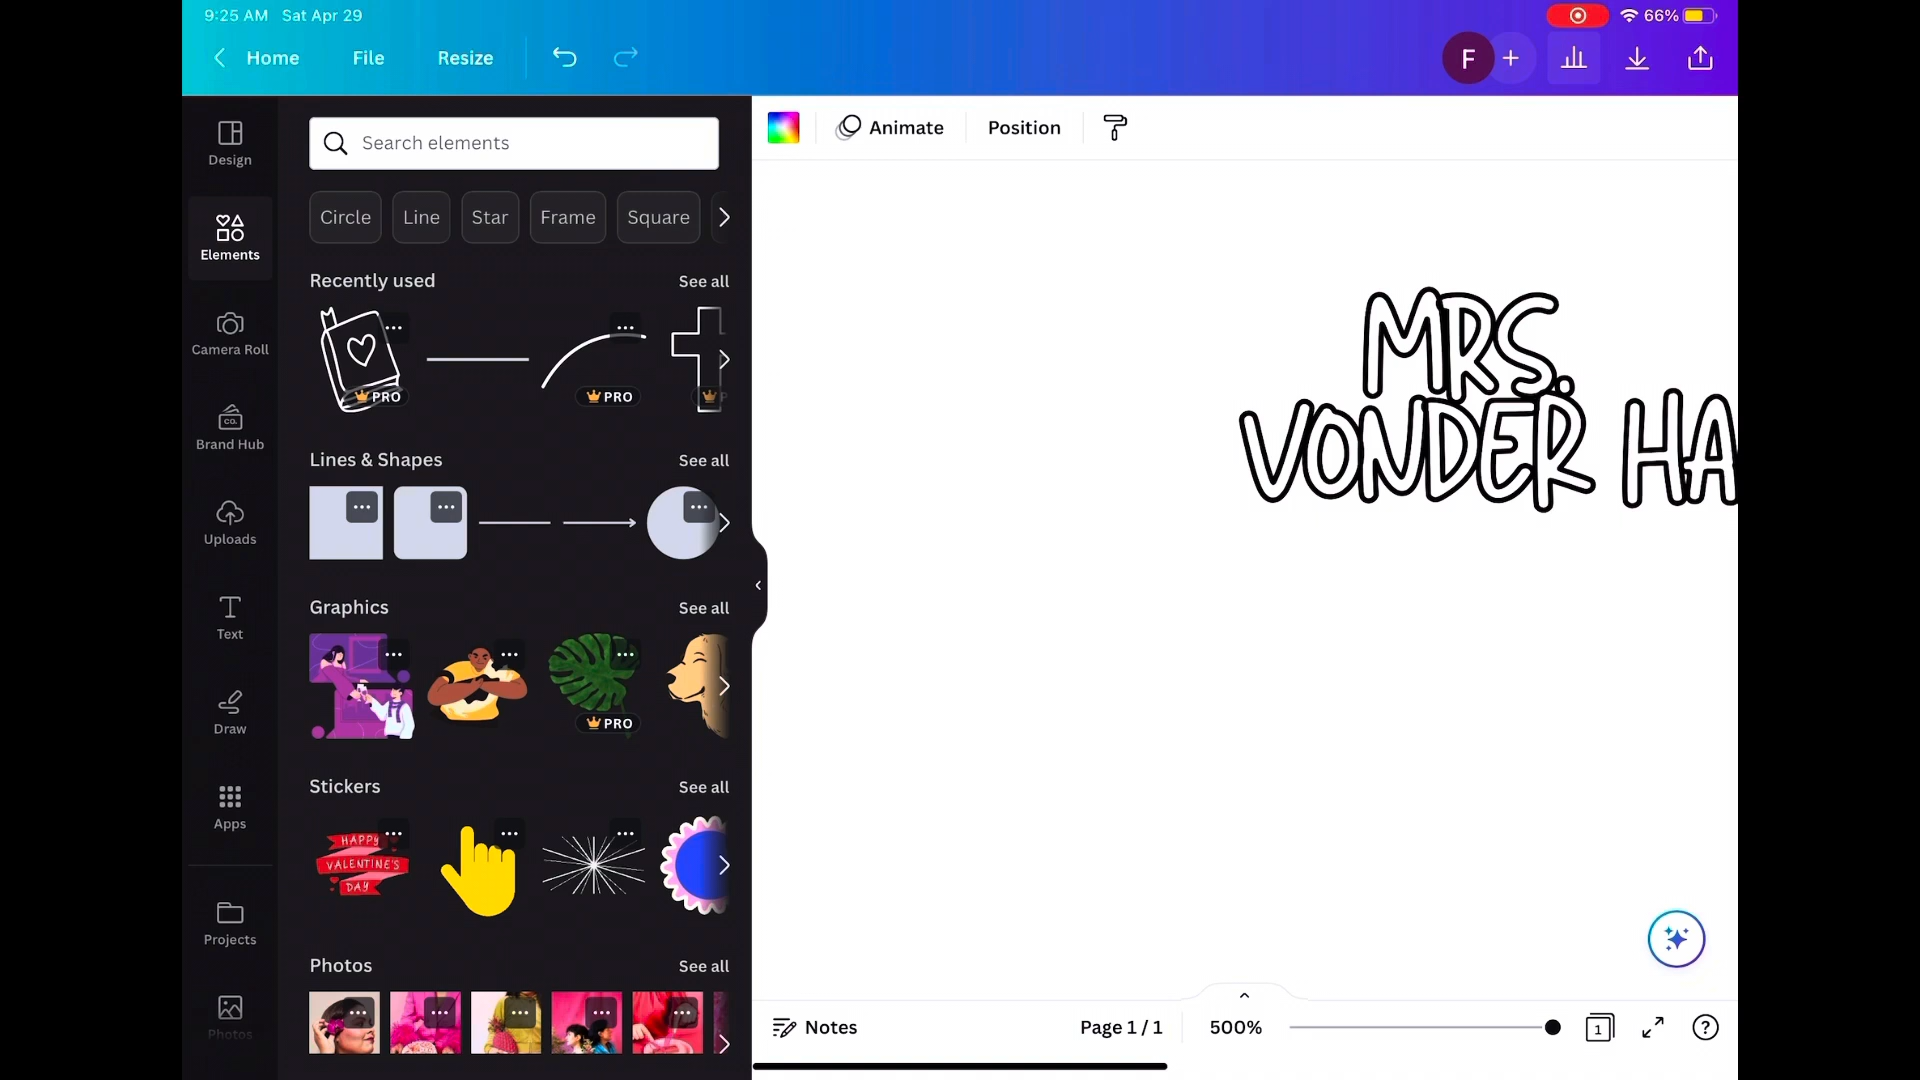 9:25 AM Sat Apr 29
66%
Home File Resize
F +
Design
Elements
Camera Roll
CO.
Brand Hub
Uploads
Text
Draw
Apps
Projects
Photos
Search elements
Circle Line Star Frame Square
Recently used See all
PRO PRO P
Lines & Shapes See all
Graphics See all
PRO
Stickers See all
HAPPY
VALENTINE'S
DAY
Photos See all
Animate Position
MRS.
VONDER HA
Notes Page 1 / 1 500% 1 ?